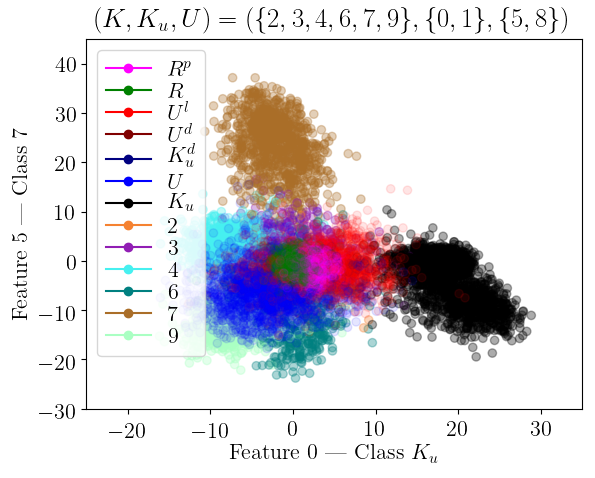 (K, K_u, U) = ({2, 3, 4, 6, 7, 9}, {0, 1}, {5, 8})
Feature 5 — Class 7
40
30
20
10
0
−10
−20
−30
R^p
R
U^l
U^d
K_u^d
U
K_u
2
3
4
6
7
9
−20 −10 0 10 20 30
Feature 0 — Class K_u